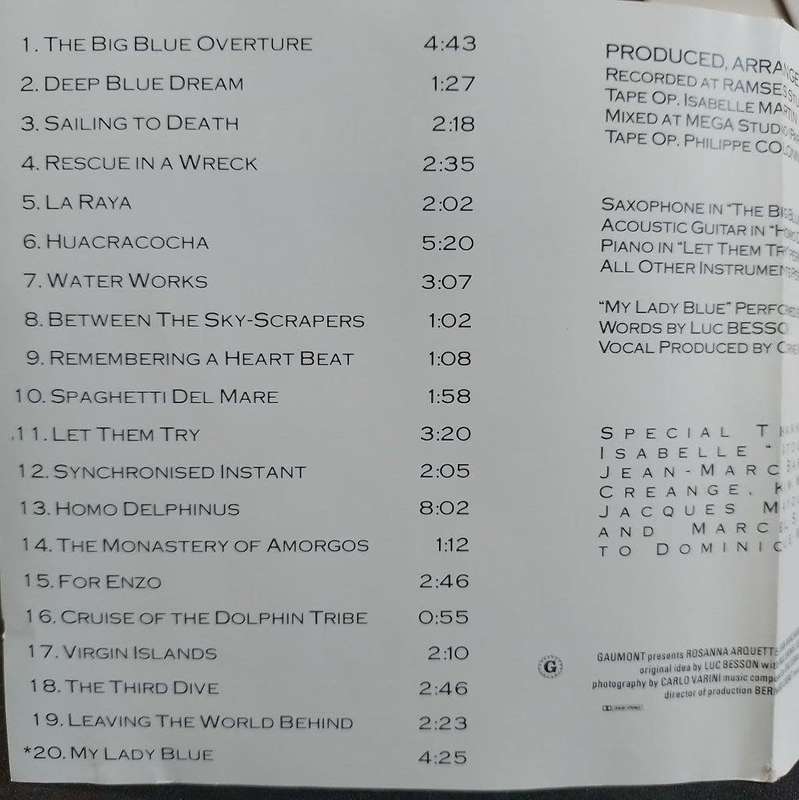 1. THE BIG BLUE OVERTURE 4:43
2. DEEP BLUE DREAM 1:27
3. SAILING TO DEATH 2:18
4. RESCUE IN A WRECK 2:35
5. LA RAYA 2:02
6. HUACRACOCHA 5:20
7. WATER WORKS 3:07
8. BETWEEN THE SKY-SCRAPERS 1:02
9. REMEMBERING A HEART BEAT 1:08
10. SPAGHETTI DEL MARE 1:58
11. LET THEM TRY 3:20
12. SYNCHRONISED INSTANT 2:05
13. HOMO DELPHINUS 8:02
14. THE MONASTERY OF AMORGOS 1:12
15. FOR ENZO 2:46
16. CRUISE OF THE DOLPHIN TRIBE 0:55
17. VIRGIN ISLANDS 2:10
18. THE THIRD DIVE 2:46
19. LEAVING THE WORLD BEHIND 2:23
*20. MY LADY BLUE 4:25
PRODUCED, ARRANGE
RECORDED AT RAMSES
TAPE OP. ISABELLE MARTIN
MIXED AT MEGA STUDIO
TAPE OP. PHILIPPE
SAXOPHONE IN "THE BIG
ACOUSTIC GUITAR IN
PIANO IN "LET THEM TRY"
ALL OTHER INSTRUMEN
"MY LADY BLUE" PERFO
WORDS BY LUC BESSO
VOCAL PRODUCED BY
SPECIAL
ISABELLE "
JEAN-MARC
CREANGE,
JACQUES
AND
TO
G
GAUMONT presents ROSANNA ARQUETTE
original idea by LUC BESSON
photography by CARLO VARINI music
director of production